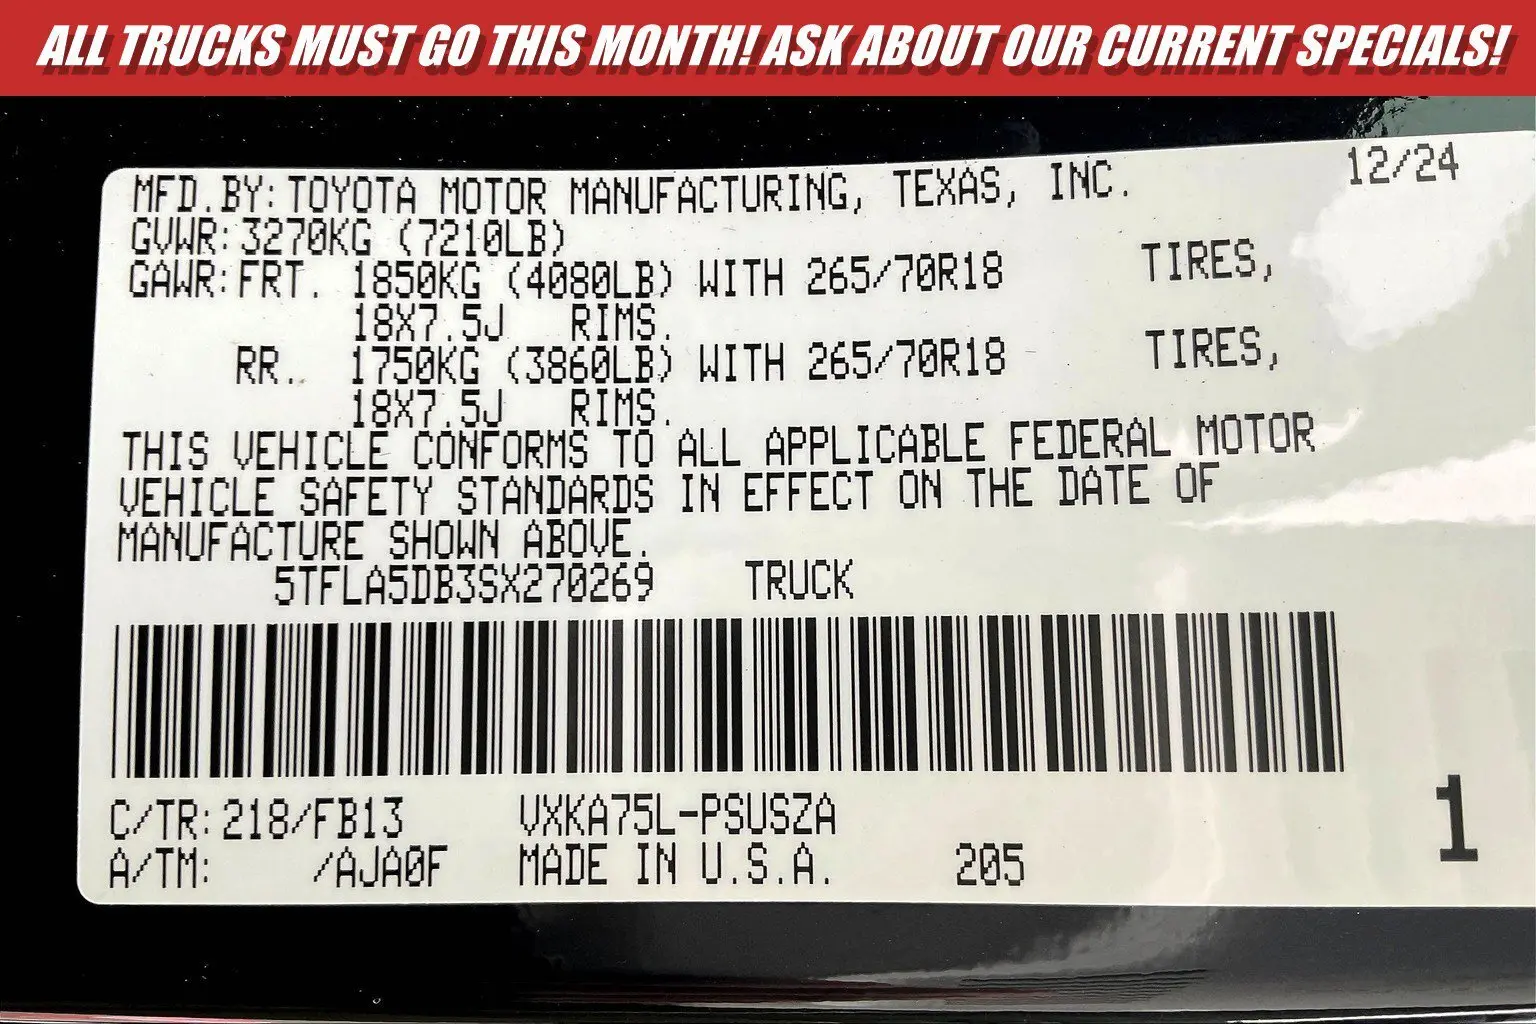 ALL TRUCKS MUST GO THIS MONTH! ASK ABOUT OUR CURRENT SPECIALS!
MFD.BY: TOYOTA MOTOR MANUFACTURING, TEXAS, INC. 12/24
GVWR: 3270KG (7210LB)
GAWR: FRT. 1850KG (4080LB) WITH 265/70R18 TIRES,
18X7.5J RIMS.
RR. 1750KG (3860LB) WITH 265/70R18 TIRES,
18X7.5J RIMS.
THIS VEHICLE CONFORMS TO ALL APPLICABLE FEDERAL MOTOR
VEHICLE SAFETY STANDARDS IN EFFECT ON THE DATE OF
MANUFACTURE SHOWN ABOVE.
5TFLA5DB3SX270269 TRUCK
C/TR: 218/FB13 VXKA75L-PSUSZA
A/TM: /AJA0F MADE IN U.S.A. 205
1